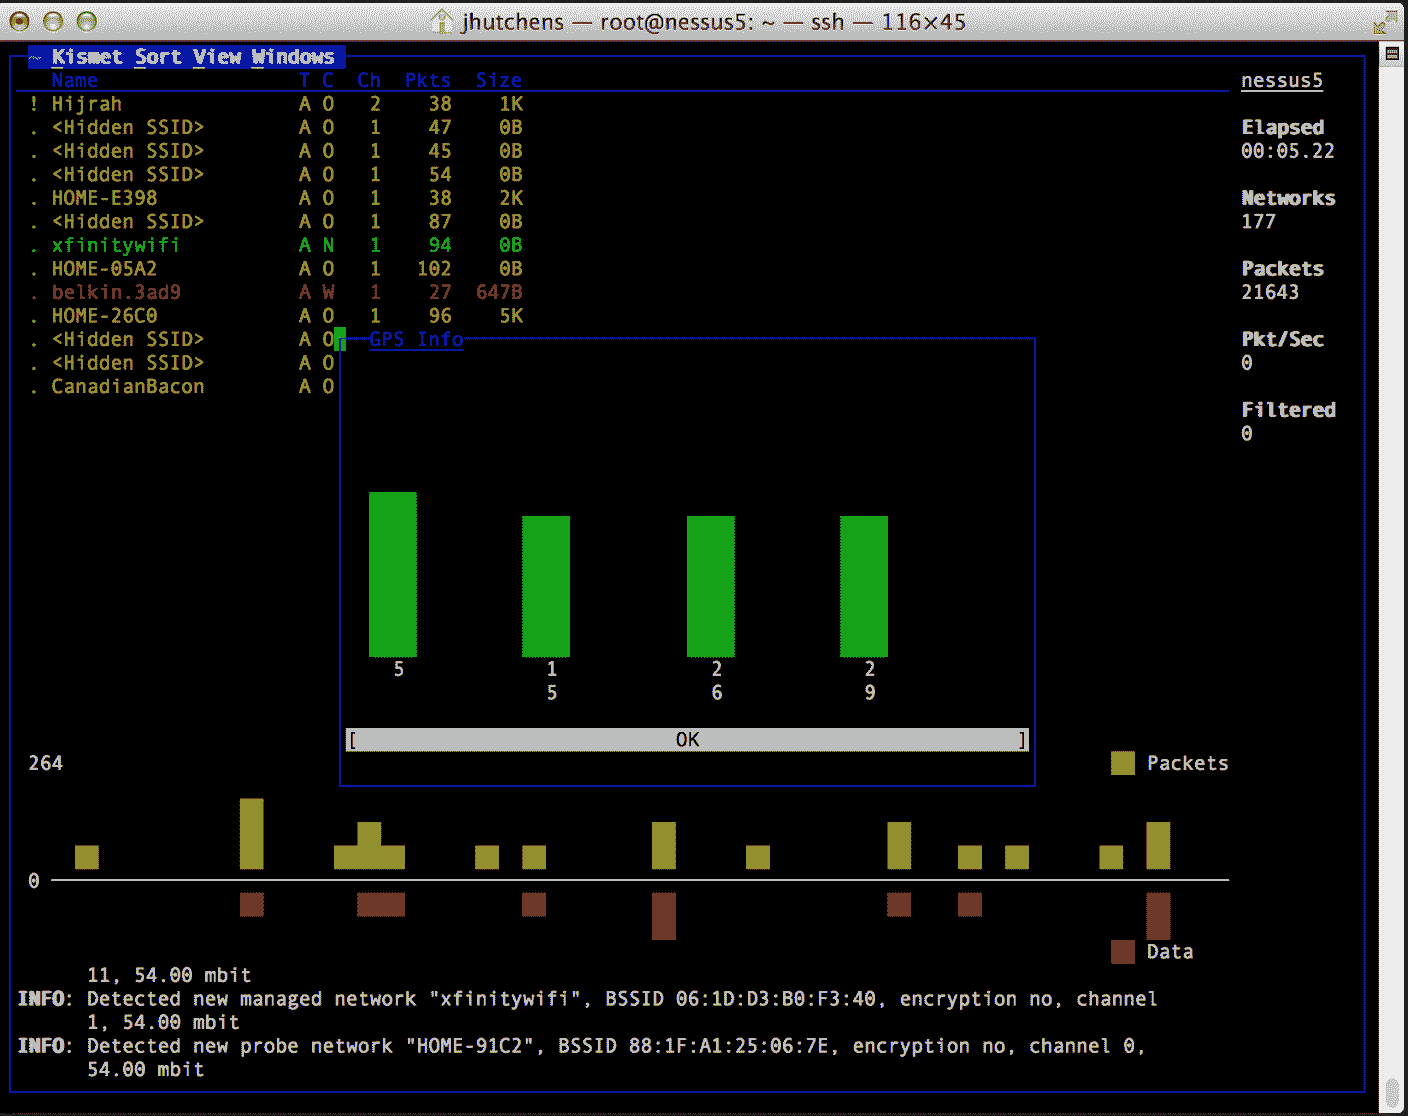 jhutchens — root@nessus5: ~ — ssh — 116×45
~ Kismet Sort View Windows
Name T C Ch Pkts Size
nessus5
! Hijrah A O 2 38 1K
. <Hidden SSID> A O 1 47 0B
Elapsed
. <Hidden SSID> A O 1 45 0B
00:05.22
. <Hidden SSID> A O 1 54 0B
. HOME-E398 A O 1 38 2K
Networks
. <Hidden SSID> A O 1 87 0B
177
. xfinitywifi A N 1 94 0B
. HOME-05A2 A O 1 102 0B
Packets
. belkin.3ad9 A W 1 27 647B
21643
. HOME-26C0 A O 1 96 5K
. <Hidden SSID> A O
GPS Info
Pkt/Sec
. <Hidden SSID> A O
0
. CanadianBacon A O
Filtered
0
5 1 2 2
5 6 9
[ OK ]
264
Packets
0
Data
11, 54.00 mbit
INFO: Detected new managed network "xfinitywifi", BSSID 06:1D:D3:B0:F3:40, encryption no, channel
1, 54.00 mbit
INFO: Detected new probe network "HOME-91C2", BSSID 88:1F:A1:25:06:7E, encryption no, channel 0,
54.00 mbit